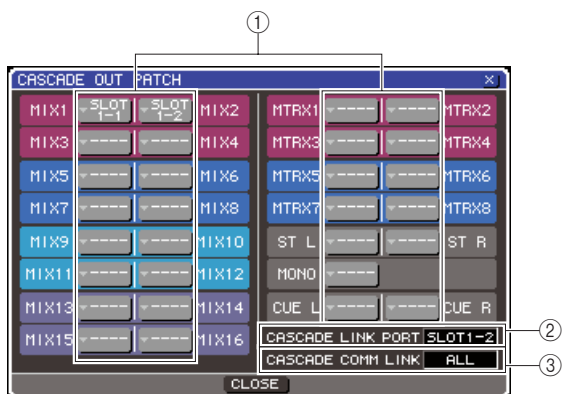 ①
CASCADE OUT PATCH ×
MIX1 SLOT 1-1 SLOT 1-2 MIX2 MTRX1 ---- ---- MTRX2
MIX3 ---- ---- MIX4 MTRX3 ---- ---- MTRX4
MIX5 ---- ---- MIX6 MTRX5 ---- ---- MTRX6
MIX7 ---- ---- MIX8 MTRX7 ---- ---- MTRX8
MIX9 ---- ---- MIX10 ST L ---- ---- ST R
MIX11 ---- ---- MIX12 MONO ----
MIX13 ---- ---- MIX14 CUE L ---- ---- CUE R
MIX15 ---- ---- MIX16 CASCADE LINK PORT SLOT1-2 ②
CASCADE COMM LINK ALL ③
CLOSE